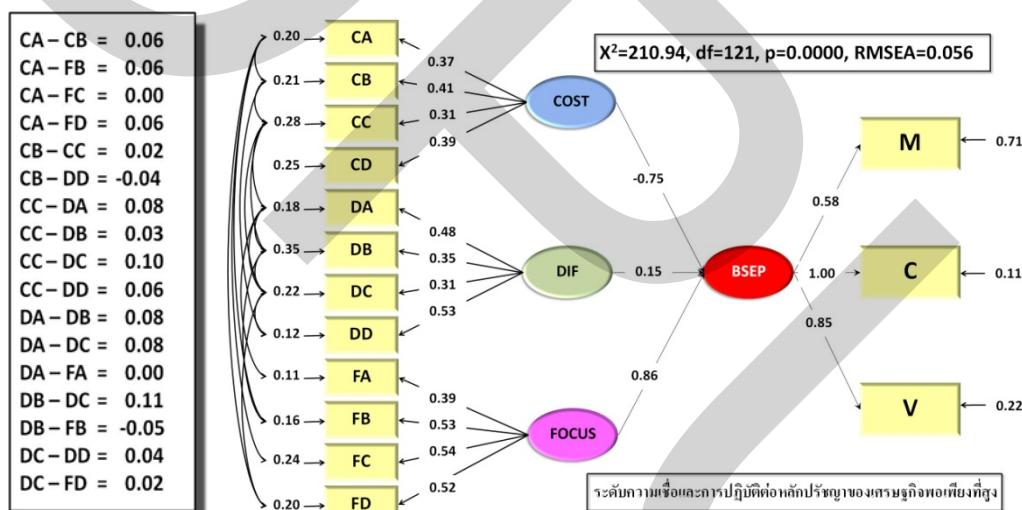 CA – CB = 0.06
CA – FB = 0.06
CA – FC = 0.00
CA – FD = 0.06
CB – CC = 0.02
CB – DD = -0.04
CC – DA = 0.08
CC – DB = 0.03
CC – DC = 0.10
CC – DD = 0.06
DA – DB = 0.08
DA – DC = 0.08
DA – FA = 0.00
DB – DC = 0.11
DB – FB = -0.05
DC – DD = 0.04
DC – FD = 0.02
X²=210.94, df=121, p=0.0000, RMSEA=0.056
0.20 CA
0.21 CB
0.28 CC
0.25 CD
0.18 DA
0.35 DB
0.22 DC
0.12 DD
0.11 FA
0.16 FB
0.24 FC
0.20 FD
0.37
0.41
0.31
0.39
0.48
0.35
0.31
0.53
0.39
0.53
0.54
0.52
COST
DIF
FOCUS
-0.75
0.15
0.86
BSEP
0.58
1.00
0.85
M 0.71
C 0.11
V 0.22
ระดับความเชื่อและการปฏิบัติต่อหลักปรัชญาของเศรษฐกิจพอเพียงที่สูง